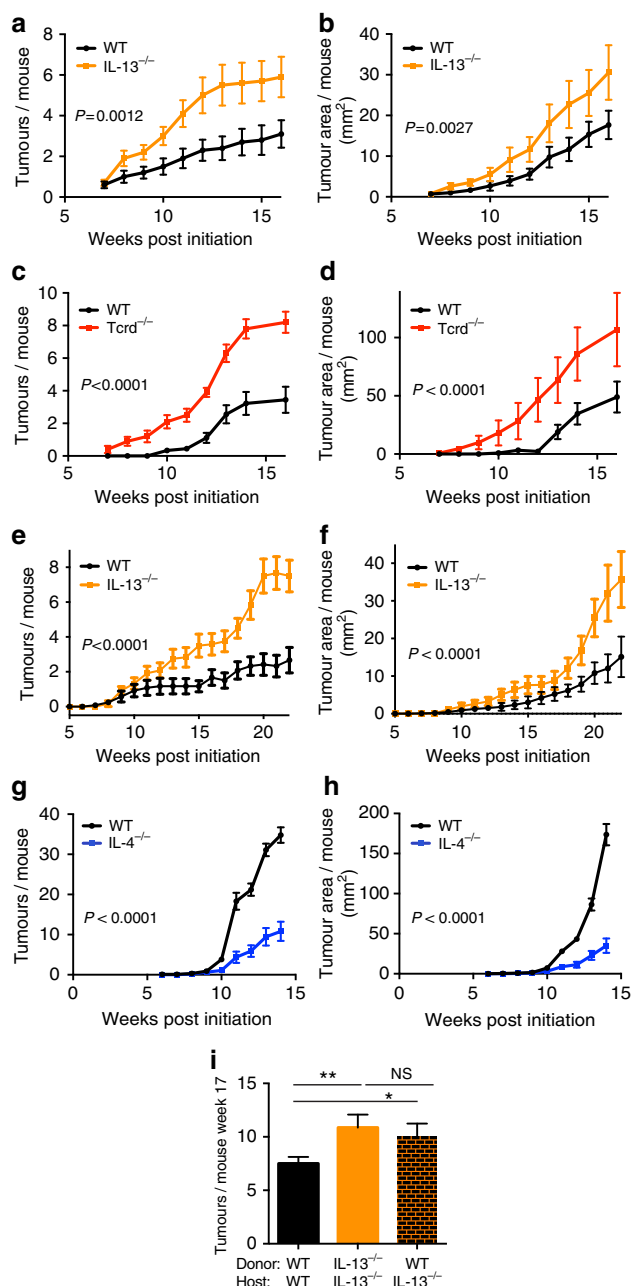 a
WT
IL-13−/−
P=0.0012
Tumours / mouse
8
6
4
2
0
5 10 15
Weeks post initiation
b
WT
IL-13−/−
P=0.0027
Tumour area / mouse
(mm2)
40
30
20
10
0
5 10 15
Weeks post initiation
c
WT
Tcrd−/−
P<0.0001
Tumours / mouse
10
8
6
4
2
0
5 10 15
Weeks post initiation
d
WT
Tcrd−/−
P<0.0001
Tumour area / mouse
(mm2)
100
50
0
5 10 15
Weeks post initiation
e
WT
IL-13−/−
P<0.0001
Tumours / mouse
10
8
6
4
2
0
5 10 15 20
Weeks post initiation
f
WT
IL-13−/−
P < 0.0001
Tumour area / mouse
(mm2)
40
30
20
10
0
5 10 15 20
Weeks post initiation
g
WT
IL-4−/−
P < 0.0001
Tumours / mouse
40
30
20
10
0
0 5 10 15
Weeks post initiation
h
WT
IL-4−/−
P < 0.0001
Tumour area / mouse
(mm2)
200
150
100
50
0
0 5 10 15
Weeks post initiation
i
** NS
*
Tumours / mouse week 17
15
10
5
0
Donor: WT IL-13−/− WT
Host: WT IL-13−/− IL-13−/−